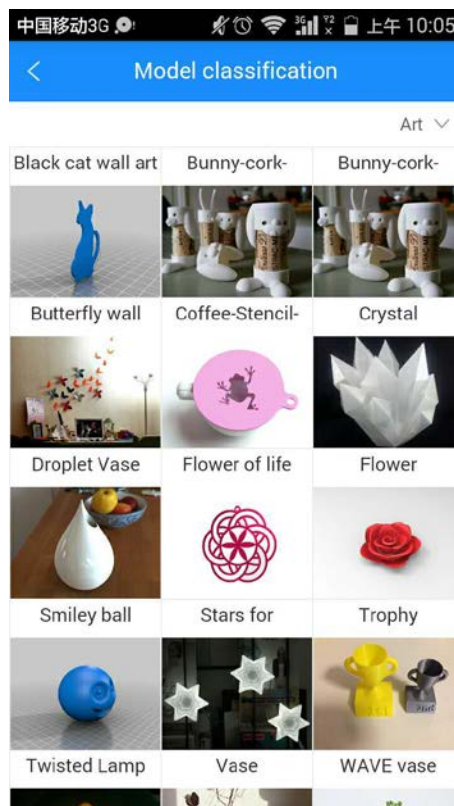 中国移动3G 3G Y2 上午 10:05
Model classification
Art
Black cat wall art Bunny-cork- Bunny-cork-
Butterfly wall Coffee-Stencil- Crystal
Droplet Vase Flower of life Flower
Smiley ball Stars for Trophy
Twisted Lamp Vase WAVE vase